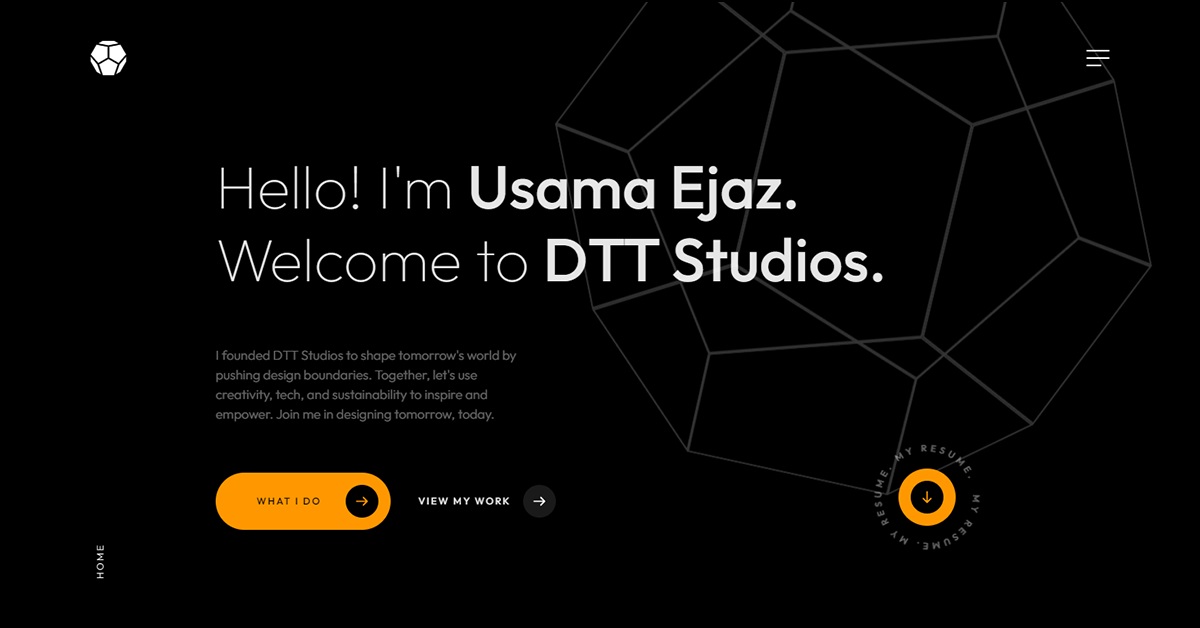 Hello! I'm Usama Ejaz.
Welcome to DTT Studios.
I founded DTT Studios to shape tomorrow's world by
pushing design boundaries. Together, let's use
creativity, tech, and sustainability to inspire and
empower. Join me in designing tomorrow, today.
WHAT I DO
VIEW MY WORK
MY RESUME. MY RESUME. MY RESUME. MY RESUME.
HOME